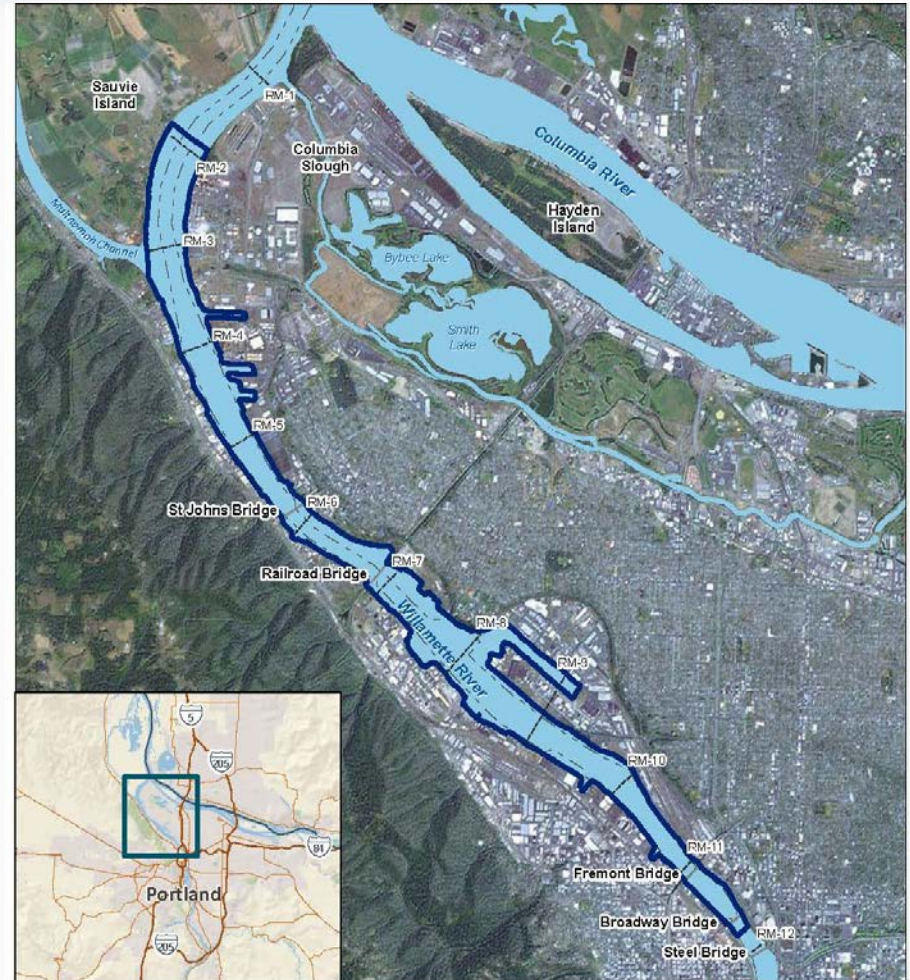 Sauvie
Island
RM-1
Columbia
Slough
Columbia River
RM-2
Hayden
Island
Multnomah Channel
RM-3
Bybee Lake
Smith
Lake
RM-4
RM-5
RM-6
St Johns Bridge
RM-7
Railroad Bridge
Willamette River
RM-8
RM-9
RM-10
RM-11
Fremont Bridge
Broadway Bridge
RM-12
Steel Bridge
5
205
84
Portland
205